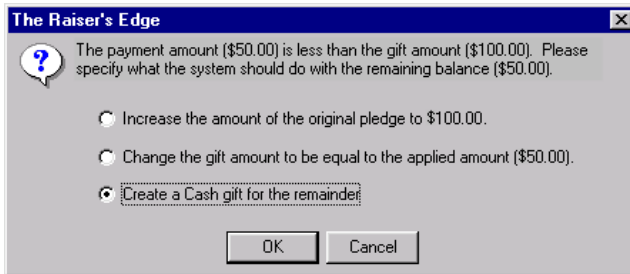 The Raiser's Edge
The payment amount ($50.00) is less than the gift amount ($100.00). Please
specify what the system should do with the remaining balance ($50.00).
Increase the amount of the original pledge to $100.00.
Change the gift amount to be equal to the applied amount ($50.00).
Create a Cash gift for the remainder
OK Cancel